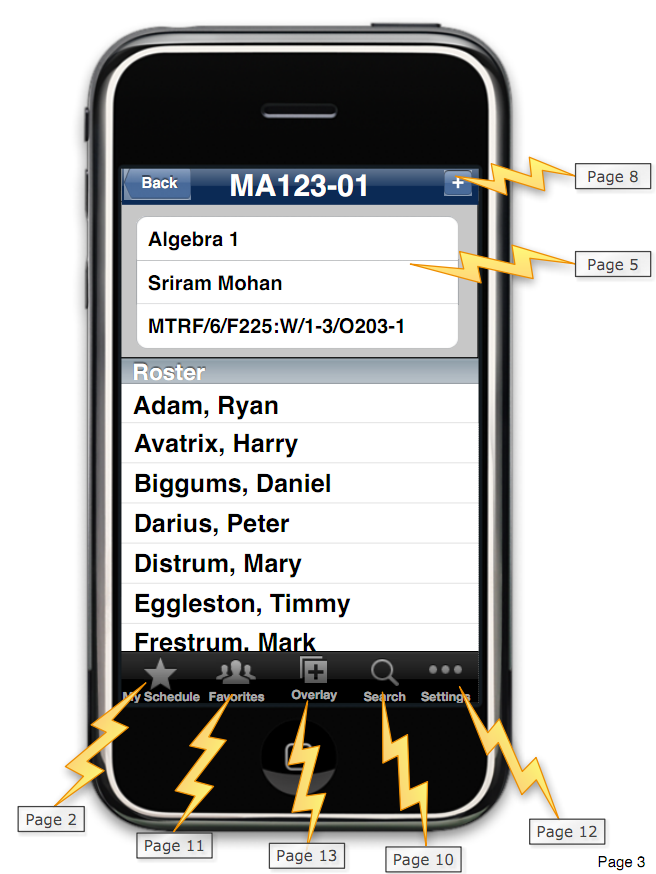 Back MA123-01 +
Page 8
Algebra 1
Page 5
Sriram Mohan
MTRF/6/F225:W/1-3/O203-1
Roster
Adam, Ryan
Avatrix, Harry
Biggums, Daniel
Darius, Peter
Distrum, Mary
Eggleston, Timmy
Frestrum, Mark
My Schedule Favorites Overlay Search Settings
Page 2
Page 11
Page 13
Page 10
Page 12
Page 3